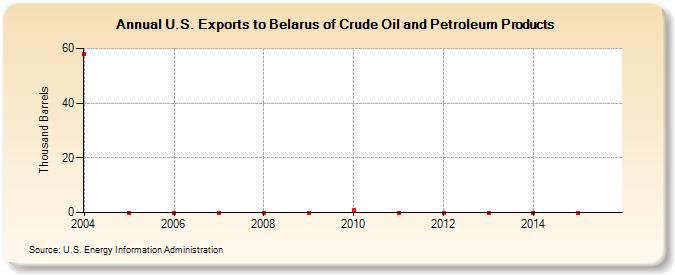 Annual U.S. Exports to Belarus of Crude Oil and Petroleum Products
Thousand Barrels
60
40
20
0
2004 2006 2008 2010 2012 2014
Source: U.S. Energy Information Administration